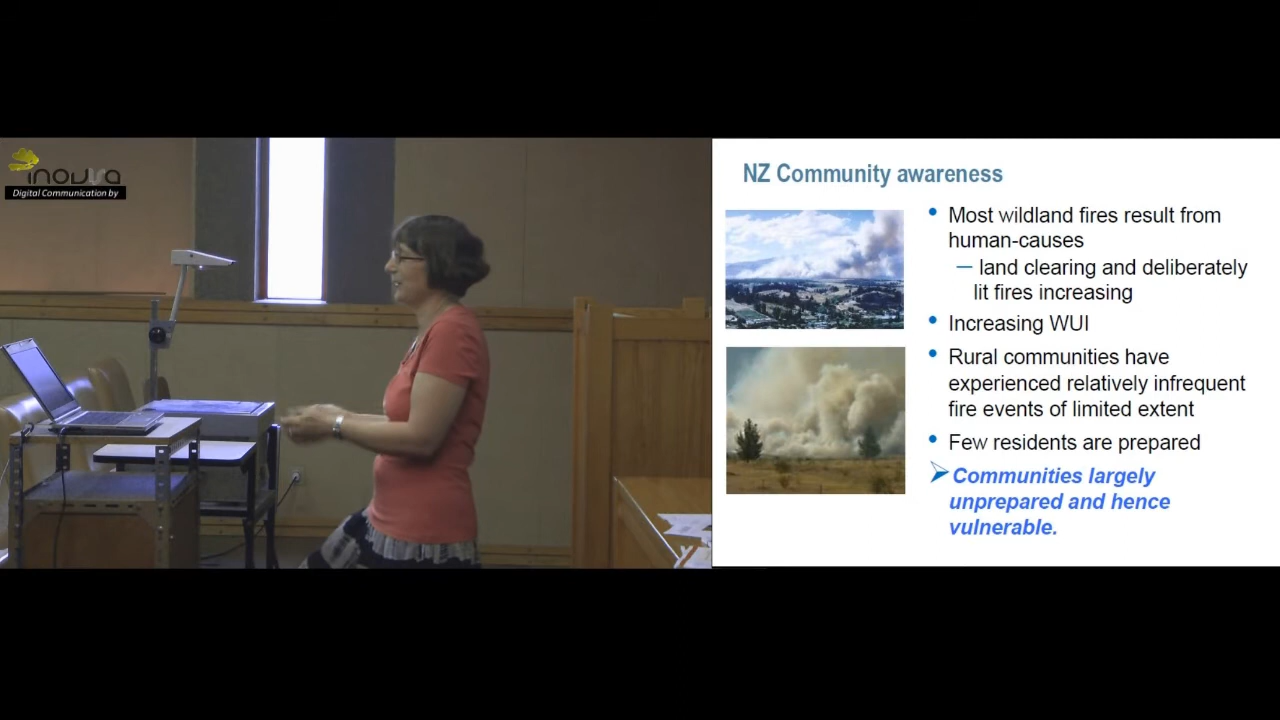 inovisa
Digital Communication by
NZ Community awareness
• Most wildland fires result from
human-causes
– land clearing and deliberately
lit fires increasing
• Increasing WUI
• Rural communities have
experienced relatively infrequent
fire events of limited extent
• Few residents are prepared
➢ Communities largely
unprepared and hence
vulnerable.